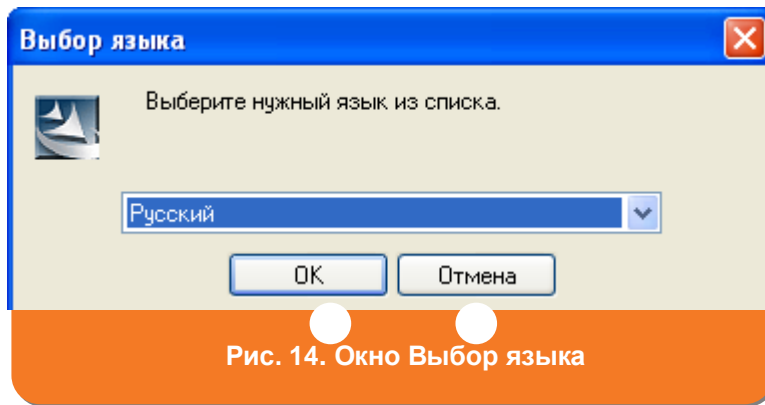 Выбор языка
Выберите нужный язык из списка.
Русский
OK Отмена
Рис. 14. Окно Выбор языка